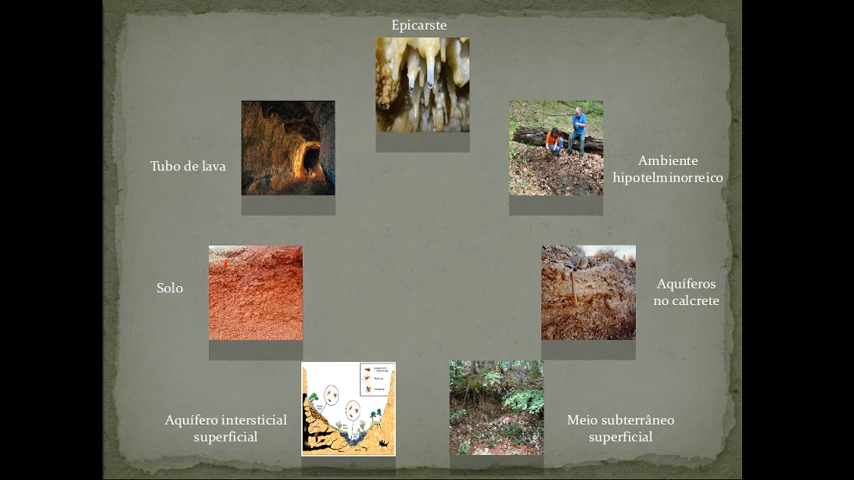 Epicarste
Tubo de lava
Ambiente
hipotelminorreico
Solo
Aquíferos
no calcrete
Aquífero intersticial
superficial
Meio subterrâneo
superficial